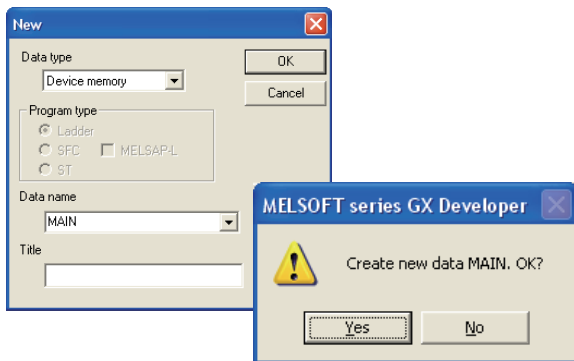 New
Data type
OK
Device memory
Cancel
Program type
Ladder
SFC MELSAP-L
ST
Data name
MAIN
Title
MELSOFT series GX Developer
Create new data MAIN. OK?
Yes No